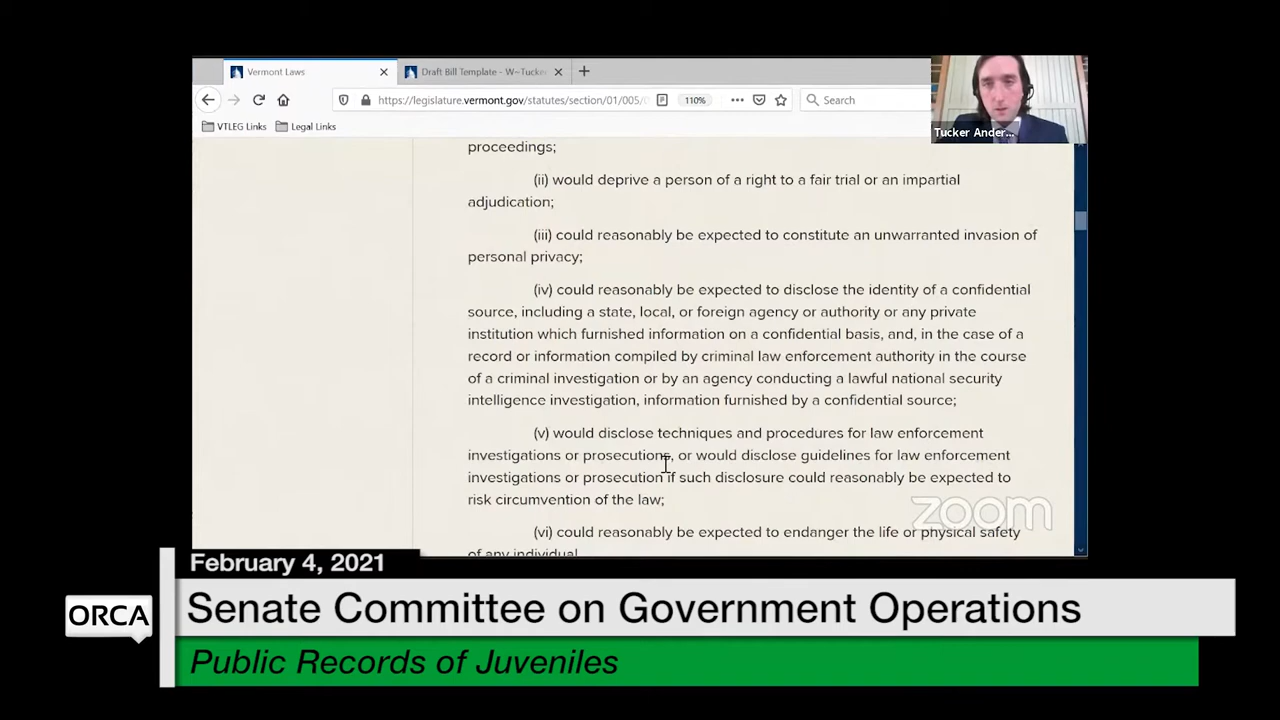 Vermont Laws
Draft Bill Template - W~Tucke
https://legislature.vermont.gov/statutes/section/01/005/
110%
Search
VTLEG Links
Legal Links
Tucker Ander...
proceedings;
(ii) would deprive a person of a right to a fair trial or an impartial
adjudication;
(iii) could reasonably be expected to constitute an unwarranted invasion of
personal privacy;
(iv) could reasonably be expected to disclose the identity of a confidential
source, including a state, local, or foreign agency or authority or any private
institution which furnished information on a confidential basis, and, in the case of a
record or information compiled by criminal law enforcement authority in the course
of a criminal investigation or by an agency conducting a lawful national security
intelligence investigation, information furnished by a confidential source;
(v) would disclose techniques and procedures for law enforcement
investigations or prosecutions, or would disclose guidelines for law enforcement
investigations or prosecution if such disclosure could reasonably be expected to
risk circumvention of the law;
(vi) could reasonably be expected to endanger the life or physical safety
of any individual
zoom
February 4, 2021
ORCA
Senate Committee on Government Operations
Public Records of Juveniles